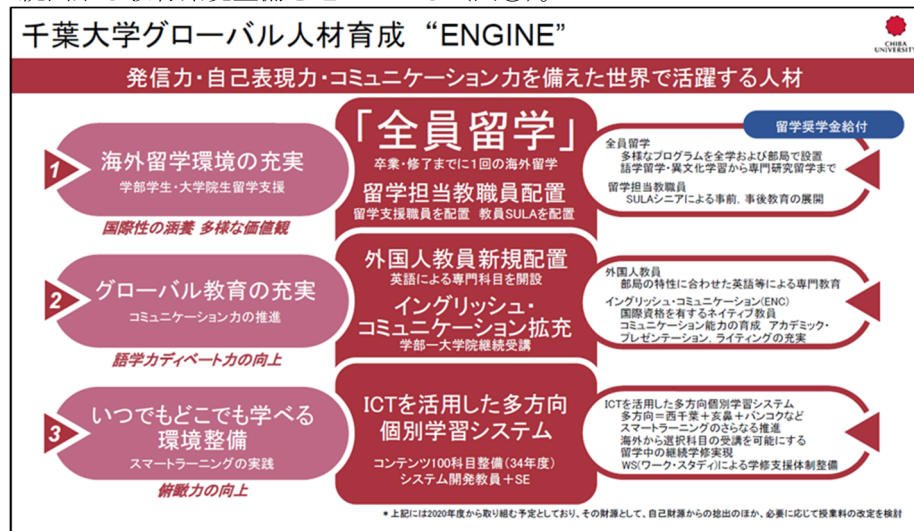 千葉大学グローバル人材育成 “ENGINE”
CHIBA
UNIVERSITY
発信力・自己表現力・コミュニケーション力を備えた世界で活躍する人材
1
海外留学環境の充実
学部学生・大学院生留学支援
国際性の涵養 多様な価値観
「全員留学」
卒業・修了までに1回の海外留学
留学担当教職員配置
留学支援職員を配置 教員SULAを配置
留学奨学金給付
全員留学
多様なプログラムを全学および部局で設置
語学留学・異文化学習から専門研究留学まで
留学担当教職員
SULAシニアによる事前，事後教育の展開
2
グローバル教育の充実
コミュニケーション力の推進
語学力ディベート力の向上
外国人教員新規配置
英語による専門科目を開設
イングリッシュ・
コミュニケーション拡充
学部ー大学院継続受講
外国人教員
部局の特性に合わせた英語等による専門教育
イングリッシュ・コミュニケーション(ENC)
国際資格を有するネイティブ教員
コミュニケーション能力の育成 アカデミック・
プレゼンテーション，ライティングの充実
3
いつでもどこでも学べる
環境整備
スマートラーニングの実践
俯瞰力の向上
ICTを活用した多方向
個別学習システム
コンテンツ100科目整備（34年度）
システム開発教員＋SE
ICTを活用した多方向個別学習システム
多方向＝西千葉＋亥鼻＋バンコクなど
スマートラーニングのさらなる推進
海外から選択科目の受講を可能にする
留学中の継続学修実現
WS(ワーク・スタディ)による学修支援体制整備
＊上記には2020年度から取り組む予定としており、その財源として、自己財源からの捻出のほか、必要に応じて授業料の改定を検討